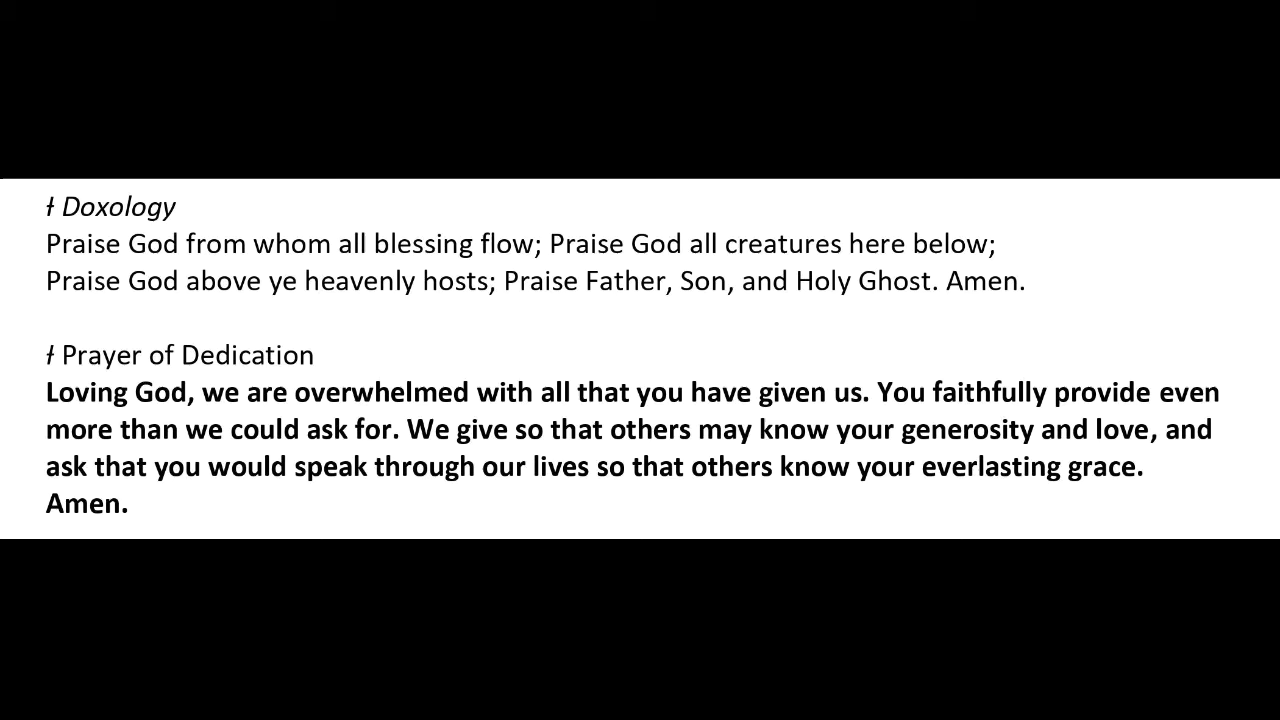 ƚ Doxology
Praise God from whom all blessing flow; Praise God all creatures here below;
Praise God above ye heavenly hosts; Praise Father, Son, and Holy Ghost. Amen.
ƚ Prayer of Dedication
Loving God, we are overwhelmed with all that you have given us. You faithfully provide even
more than we could ask for. We give so that others may know your generosity and love, and
ask that you would speak through our lives so that others know your everlasting grace.
Amen.